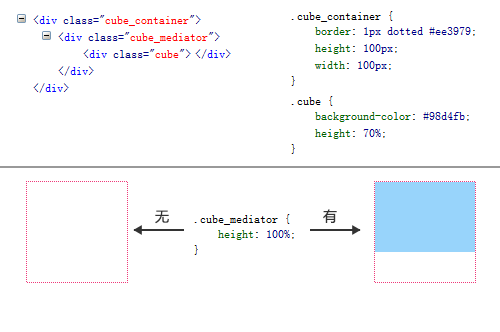 <div class="cube_container">
<div class="cube_mediator">
<div class="cube"> </div>
</div>
</div>
.cube_container {
border: 1px dotted #ee3979;
height: 100px;
width: 100px;
}
.cube {
background-color: #98d4fb;
height: 70%;
}
无
.cube_mediator {
height: 100%;
}
有